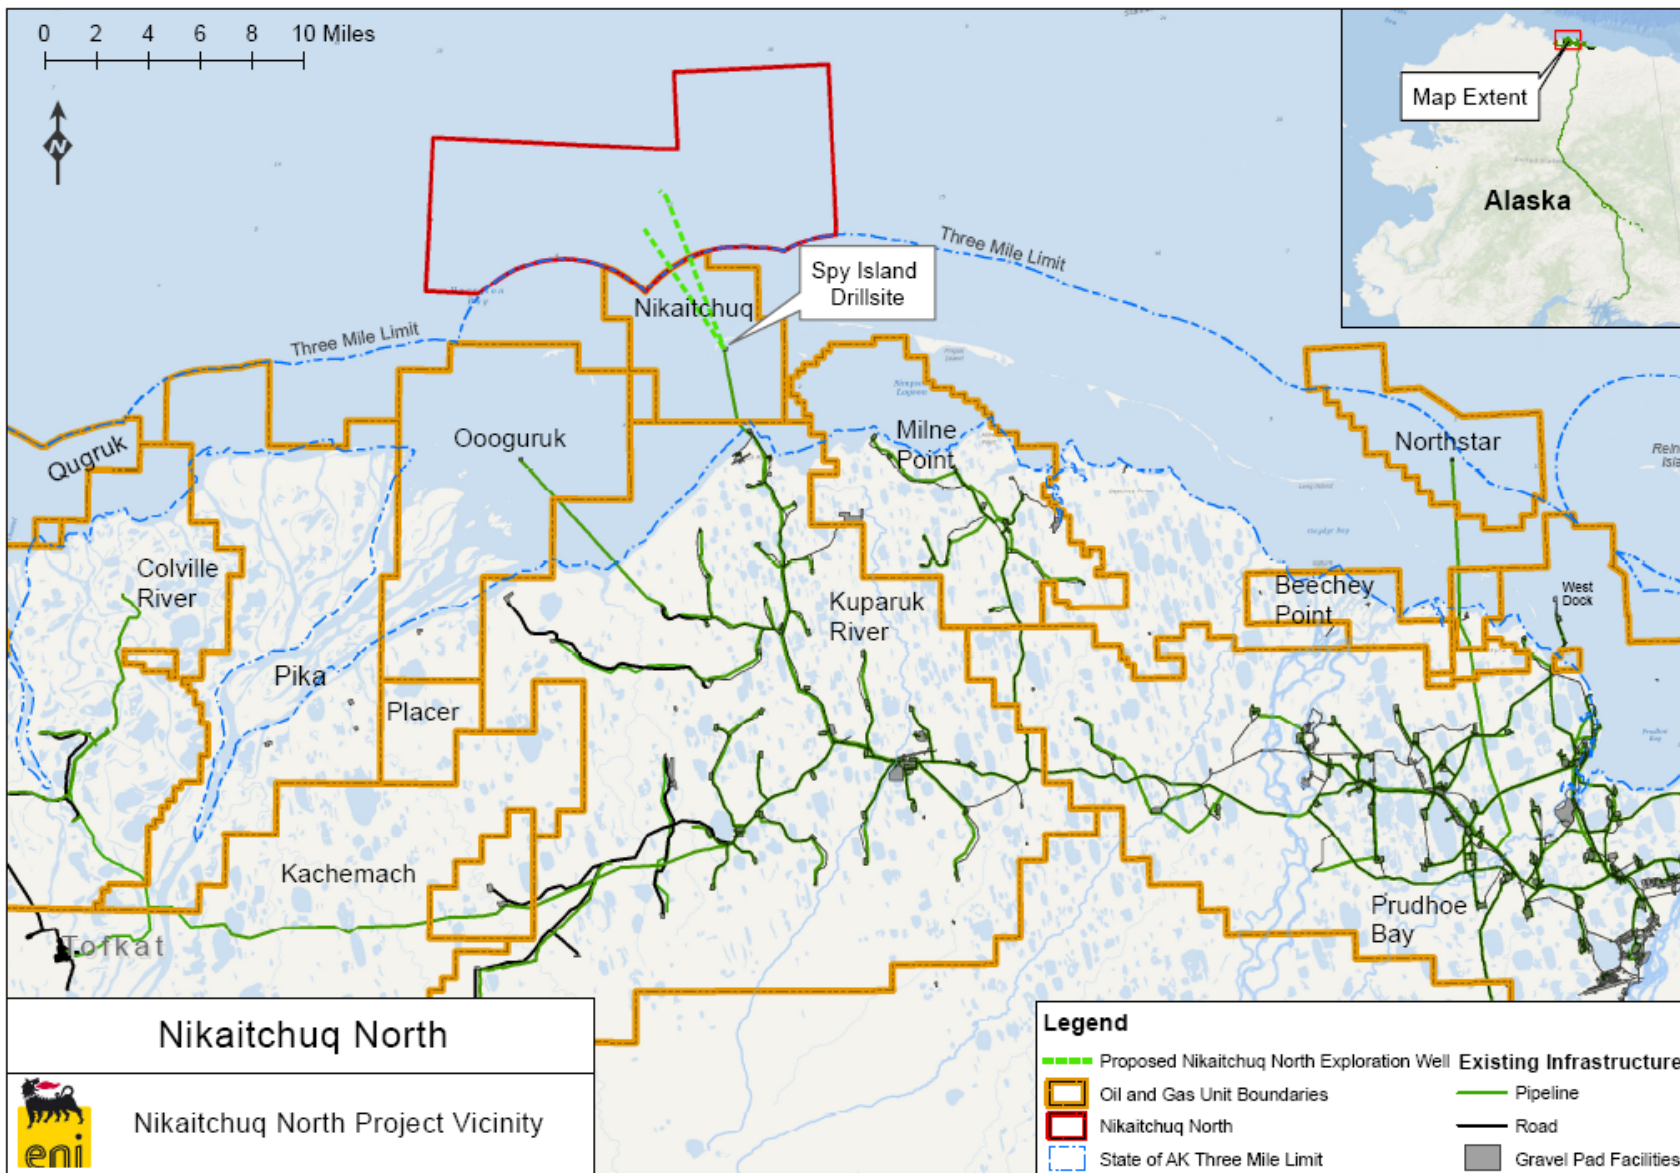 0 2 4 6 8 10 Miles
N
Map Extent
Alaska
Three Mile Limit
Spy Island
Drillsite
Nikaitchuq
Three Mile Limit
Oooguruk
Milne
Point
Northstar
Qugruk
Colville
River
Kuparuk
River
Beechey
Point
West
Dock
Pika
Placer
Kachemach
Prudhoe
Bay
Tofkat
Nikaitchuq North
eni
Nikaitchuq North Project Vicinity
Legend
Proposed Nikaitchuq North Exploration Well
Oil and Gas Unit Boundaries
Nikaitchuq North
State of AK Three Mile Limit
Existing Infrastructure
Pipeline
Road
Gravel Pad Facilities